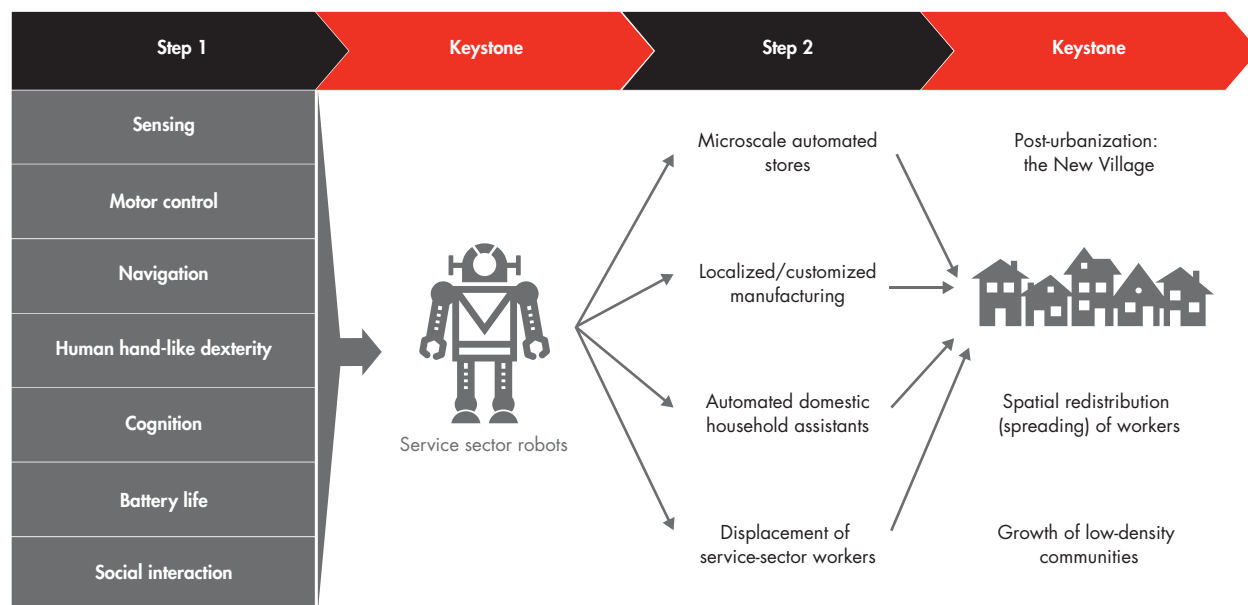 Step 1
Keystone
Step 2
Keystone
Sensing
Motor control
Navigation
Human hand-like dexterity
Cognition
Battery life
Social interaction
Service sector robots
Microscale automated
stores
Localized/customized
manufacturing
Automated domestic
household assistants
Displacement of
service-sector workers
Post-urbanization:
the New Village
Spatial redistribution
(spreading) of workers
Growth of low-density
communities